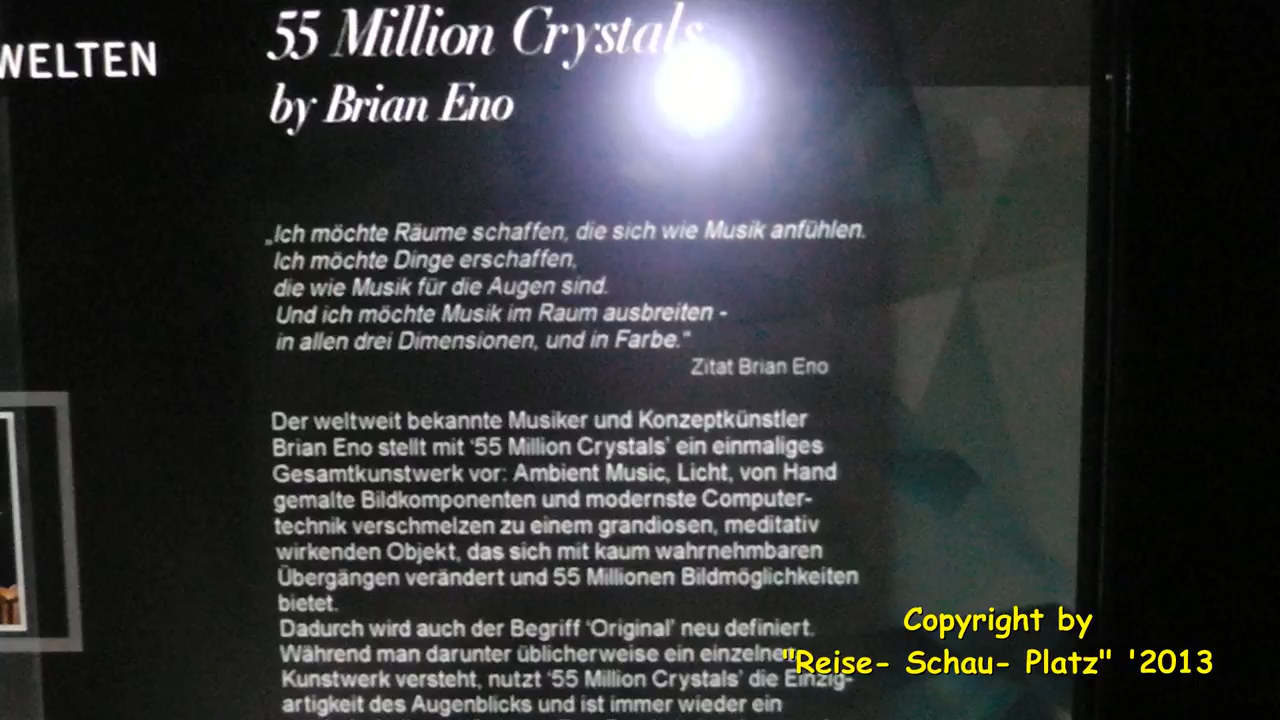 WELTEN
55 Million Crystals
by Brian Eno
„Ich möchte Räume schaffen, die sich wie Musik anfühlen.
Ich möchte Dinge erschaffen,
die wie Musik für die Augen sind.
Und ich möchte Musik im Raum ausbreiten -
in allen drei Dimensionen, und in Farbe.“
Zitat Brian Eno
Der weltweit bekannte Musiker und Konzeptkünstler
Brian Eno stellt mit ‘55 Million Crystals’ ein einmaliges
Gesamtkunstwerk vor: Ambient Music, Licht, von Hand
gemalte Bildkomponenten und modernste Computer-
technik verschmelzen zu einem grandiosen, meditativ
wirkenden Objekt, das sich mit kaum wahrnehmbaren
Übergängen verändert und 55 Millionen Bildmöglichkeiten
bietet.
Dadurch wird auch der Begriff ‘Original’ neu definiert.
Während man darunter üblicherweise ein einzelnes
Kunstwerk versteht, nutzt ‘55 Million Crystals’ die Einzig-
artigkeit des Augenblicks und ist immer wieder ein
Copyright by
"Reise- Schau- Platz" '2013